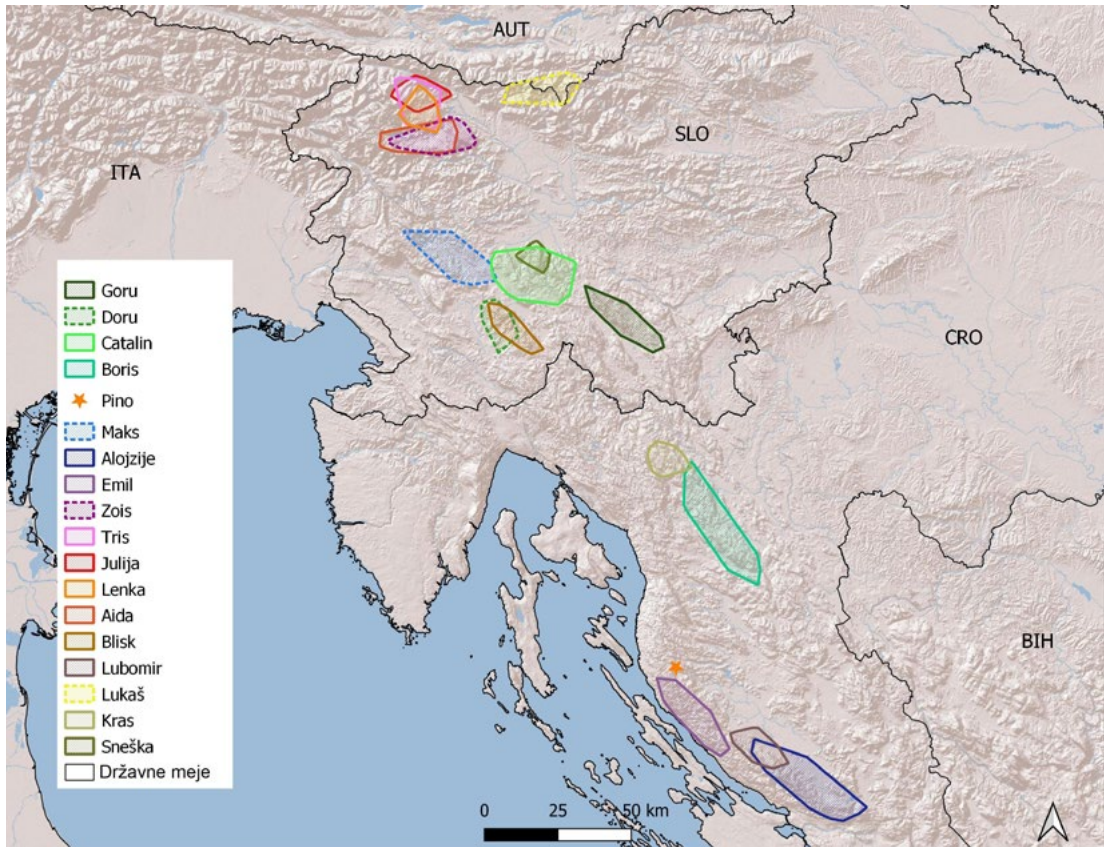 AUT
SLO
ITA
CRO
BIH
Goru
Doru
Catalin
Boris
Pino
Maks
Alojzije
Emil
Zois
Tris
Julija
Lenka
Aida
Blisk
Lubomir
Lukaš
Kras
Sneška
Državne meje
0 25 50 km